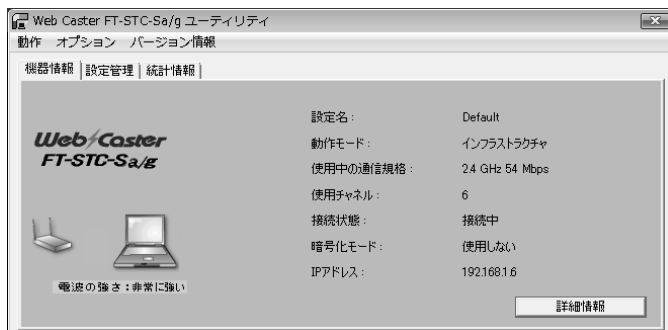 Web Caster FT-STC-Sa/g ユーティリティ
動作 オプション バージョン情報
機器情報 設定管理 統計情報
Web Caster
FT-STC-Sa/g
設定名： Default
動作モード： インフラストラクチャ
使用中の通信規格： 2.4 GHz 54 Mbps
使用チャネル： 6
接続状態： 接続中
暗号化モード： 使用しない
IPアドレス： 192.168.1.6
電波の強さ：非常に強い
詳細情報